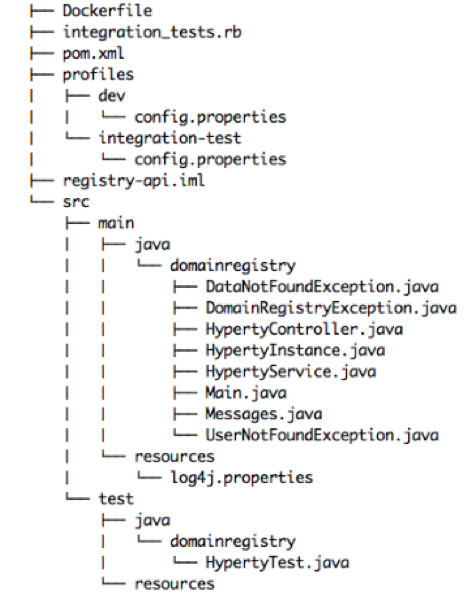 ├── Dockerfile
├── integration_tests.rb
├── pom.xml
├── profiles
│   ├── dev
│   │   └── config.properties
│   └── integration-test
│       └── config.properties
├── registry-api.iml
└── src
    ├── main
    │   ├── java
    │   │   └── domainregistry
    │   │       ├── DataNotFoundException.java
    │   │       ├── DomainRegistryException.java
    │   │       ├── HypertyController.java
    │   │       ├── HypertyInstance.java
    │   │       ├── HypertyService.java
    │   │       ├── Main.java
    │   │       ├── Messages.java
    │   │       └── UserNotFoundException.java
    │   └── resources
    │       └── log4j.properties
    └── test
        ├── java
        │   └── domainregistry
        │       └── HypertyTest.java
        └── resources